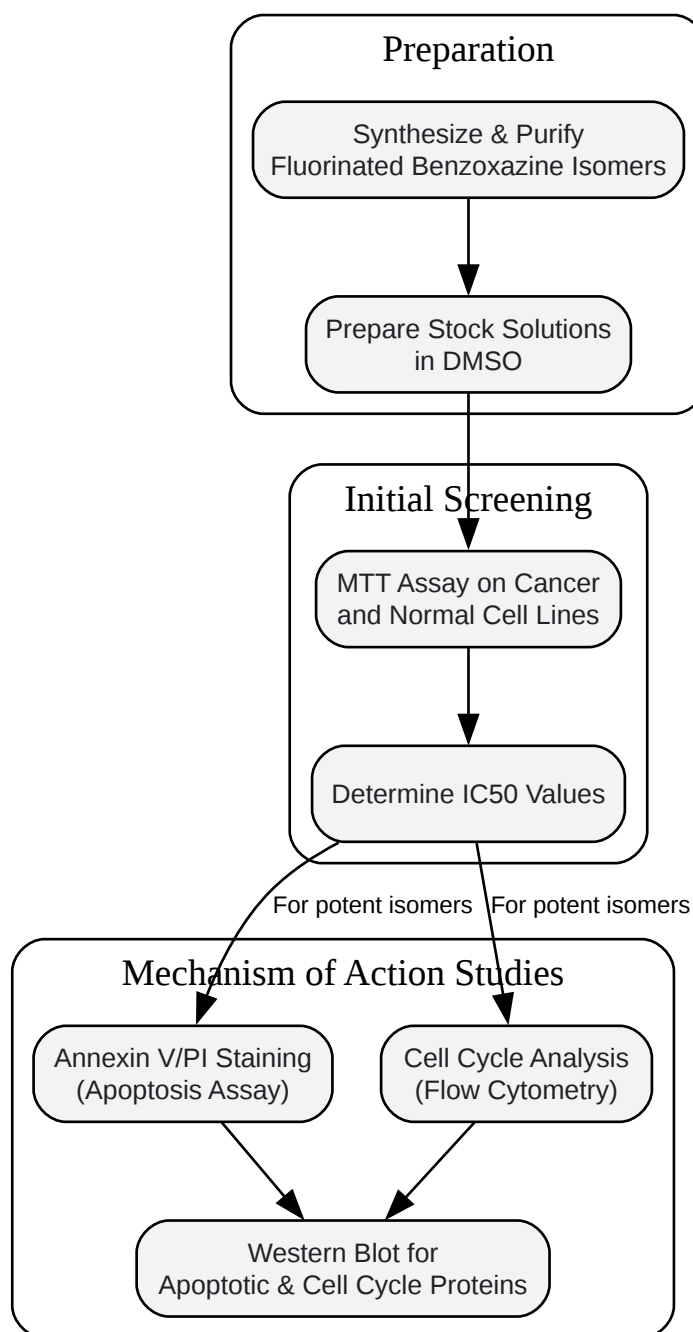 Preparation
Synthesize & Purify
Fluorinated Benzoxazine Isomers
Prepare Stock Solutions
in DMSO
Initial Screening
MTT Assay on Cancer
and Normal Cell Lines
Determine IC50 Values
For potent isomers
For potent isomers
Mechanism of Action Studies
Annexin V/PI Staining
(Apoptosis Assay)
Cell Cycle Analysis
(Flow Cytometry)
Western Blot for
Apoptotic & Cell Cycle Proteins